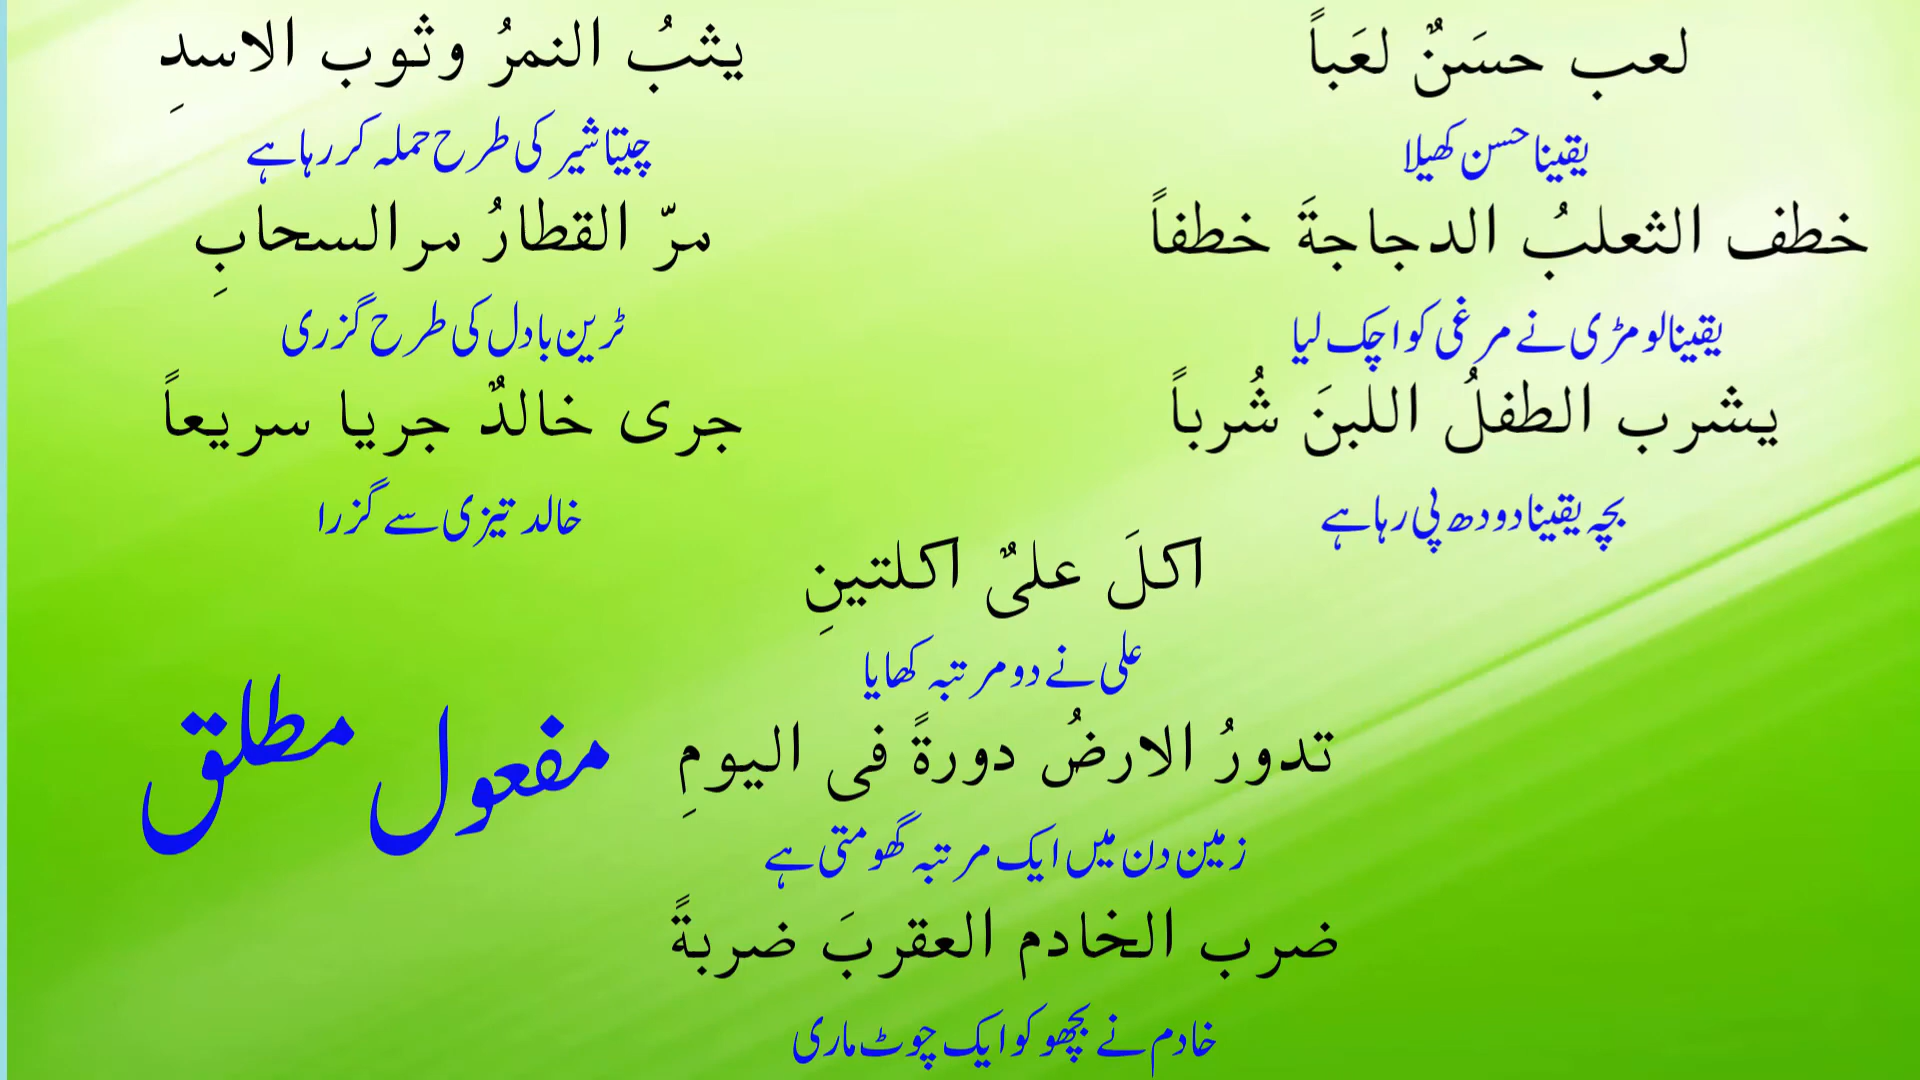 لعب حسَنٌ لعَباً
یقینا حسن کھیلا
خطف الثعلبُ الدجاجةَ خطفاً
یقینا لومڑی نے مرغی کو اچک لیا
یشرب الطفلُ اللبنَ شُرباً
بچہ یقینا دودھ پی رہا ہے
یثبُ النمرُ وثوب الاسدِ
چیتا شیر کی طرح حملہ کر رہا ہے
مرّ القطارُ مر السحابِ
ٹرین بادل کی طرح گزری
جری خالدٌ جریا سریعاً
خالد تیزی سے گزرا
اکلَ علیٌ اکلتینِ
علی نے دو مرتبہ کھایا
تدورُ الارضُ دورةً فی الیومِ
زمین دن میں ایک مرتبہ گھومتی ہے
ضرب الخادم العقربَ ضربةً
خادم نے بچھو کو ایک چوٹ ماری
مفعول مطلق